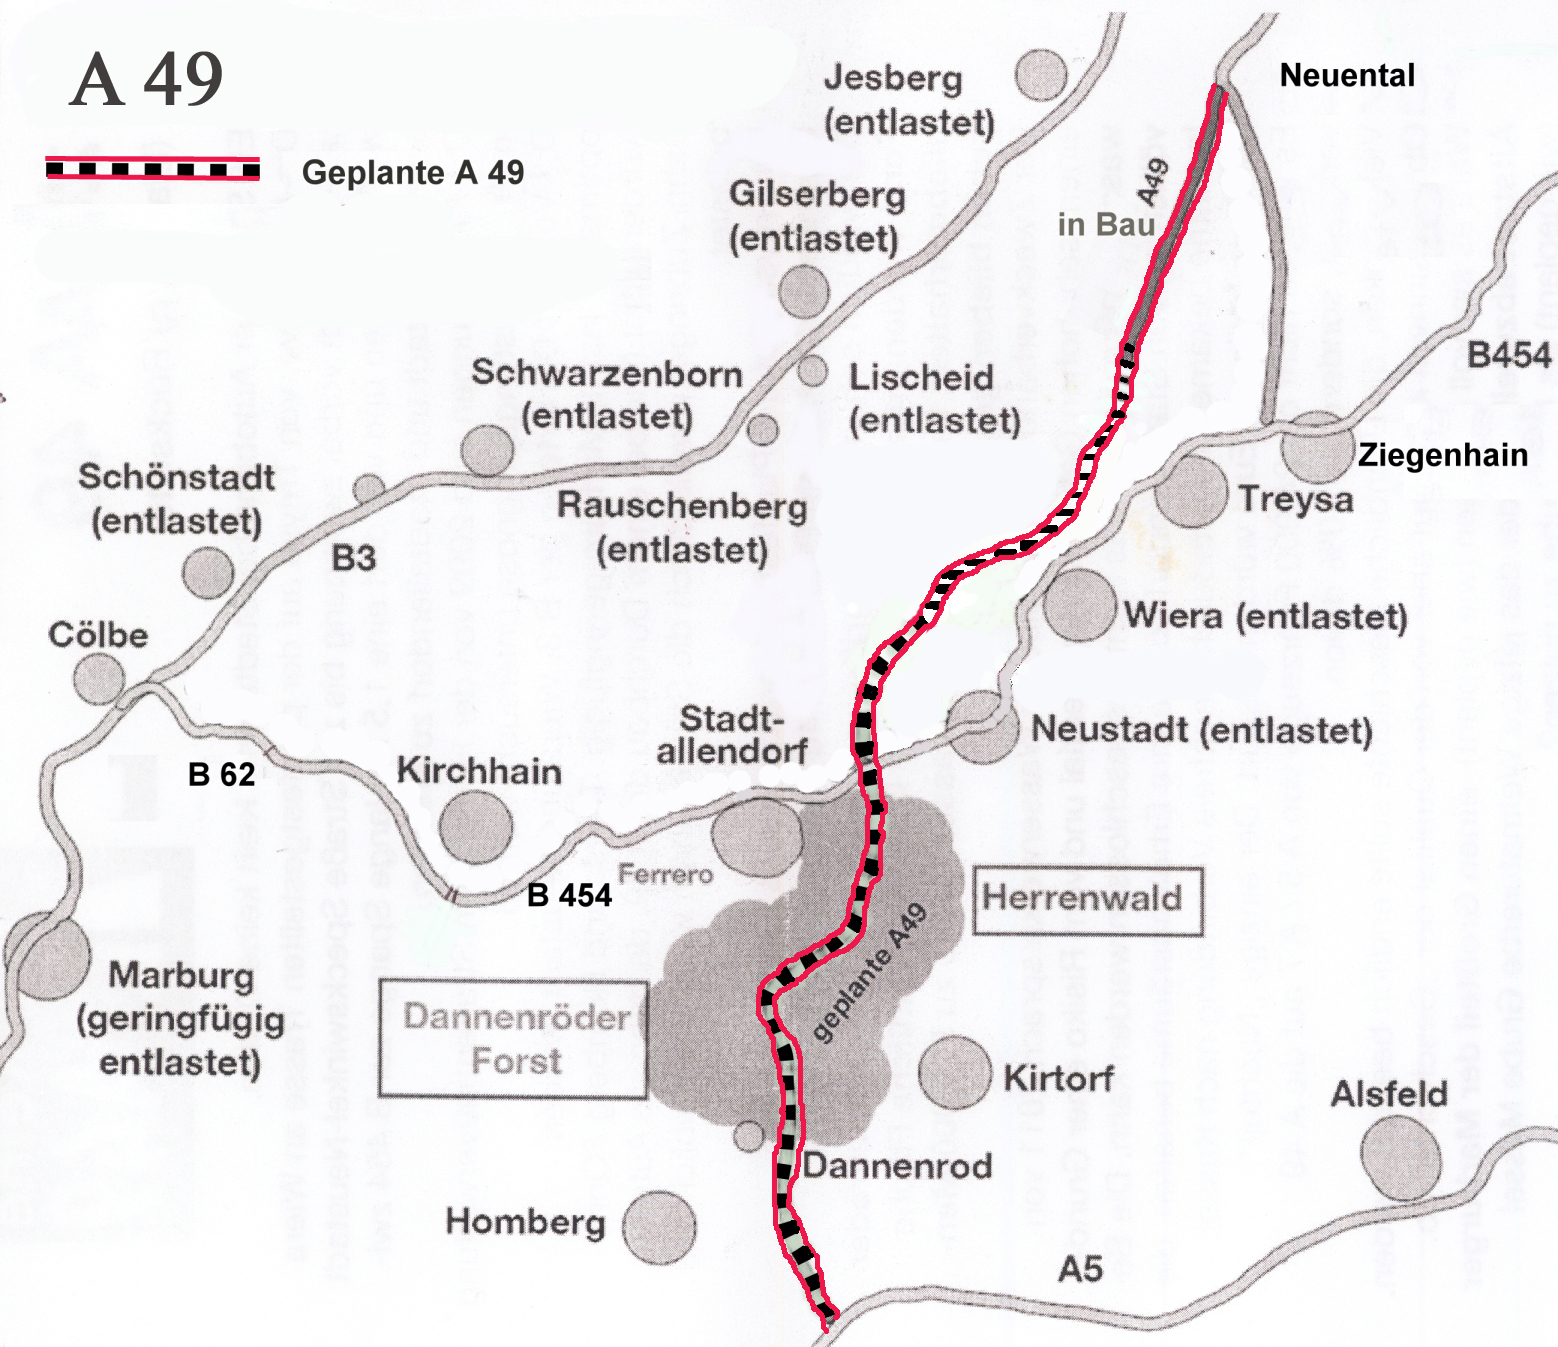 A 49
Geplante A 49
Jesberg
(entlastet)
Neuental
Gilserberg
(entlastet)
A49
in Bau
Schwarzenborn
(entlastet)
Lischeid
(entlastet)
B454
Schönstadt
(entlastet)
Ziegenhain
Treysa
Rauschenberg
(entlastet)
B3
Cölbe
Wiera (entlastet)
Stadt-
allendorf
Neustadt (entlastet)
B 62
Kirchhain
Ferrero
B 454
Herrenwald
geplante A49
Marburg
(geringfügig
entlastet)
Dannenröder
Forst
Kirtorf
Alsfeld
Dannenrod
Homberg
A5